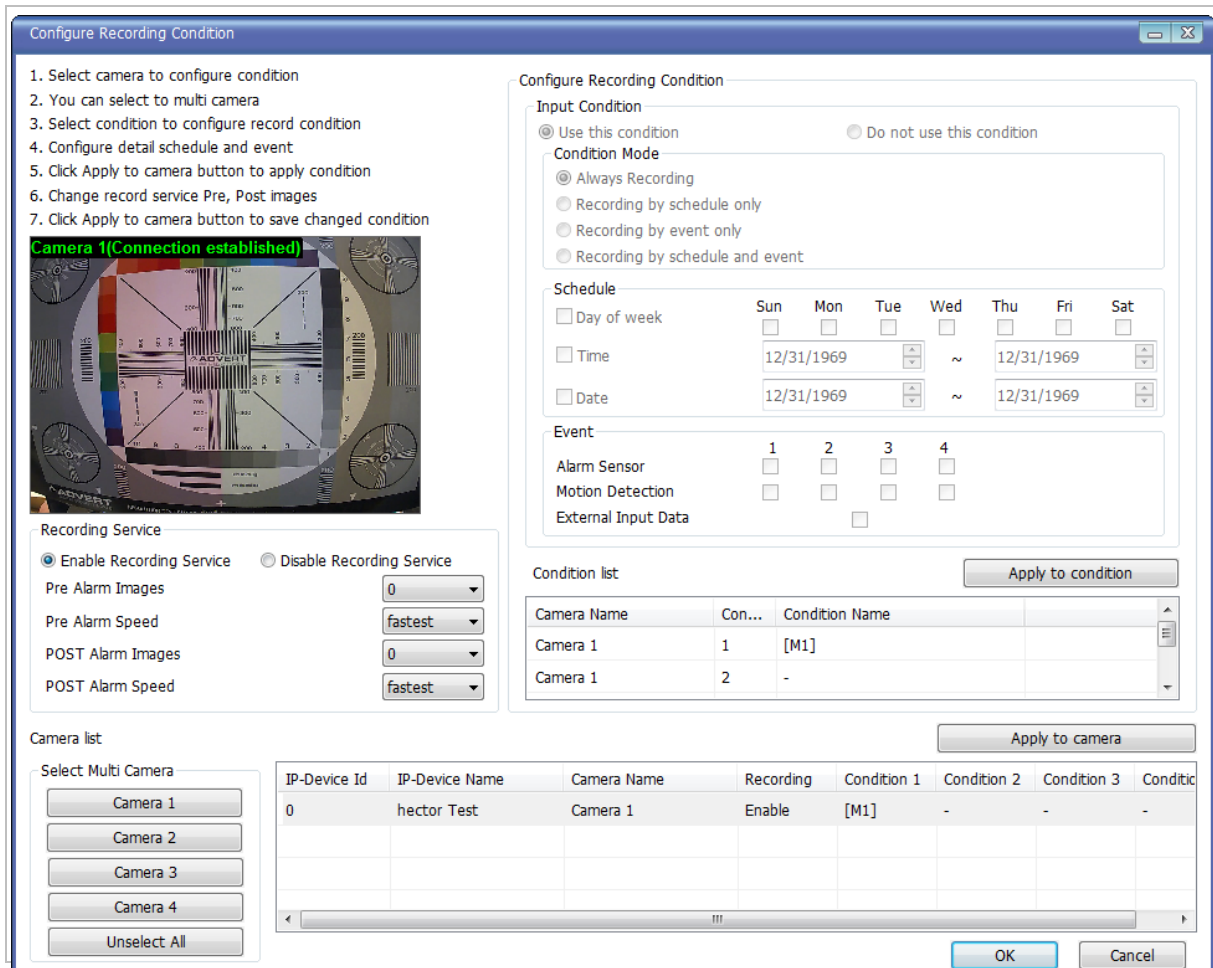 Configure Recording Condition
1. Select camera to configure condition
2. You can select to multi camera
3. Select condition to configure record condition
4. Configure detail schedule and event
5. Click Apply to camera button to apply condition
6. Change record service Pre, Post images
7. Click Apply to camera button to save changed condition
Camera 1(Connection established)
ADVERT
ADVERT
Recording Service
Enable Recording Service Disable Recording Service
Pre Alarm Images 0
Pre Alarm Speed fastest
POST Alarm Images 0
POST Alarm Speed fastest
Configure Recording Condition
Input Condition
Use this condition Do not use this condition
Condition Mode
Always Recording
Recording by schedule only
Recording by event only
Recording by schedule and event
Schedule
Sun Mon Tue Wed Thu Fri Sat
Day of week
Time 12/31/1969 ~ 12/31/1969
Date 12/31/1969 ~ 12/31/1969
Event
1 2 3 4
Alarm Sensor
Motion Detection
External Input Data
Condition list Apply to condition
Camera Name Con... Condition Name
Camera 1 1 [M1]
Camera 1 2 -
Camera list Apply to camera
Select Multi Camera
Camera 1
Camera 2
Camera 3
Camera 4
Unselect All
IP-Device Id IP-Device Name Camera Name Recording Condition 1 Condition 2 Condition 3 Conditic
0 hector Test Camera 1 Enable [M1] - - -
OK Cancel